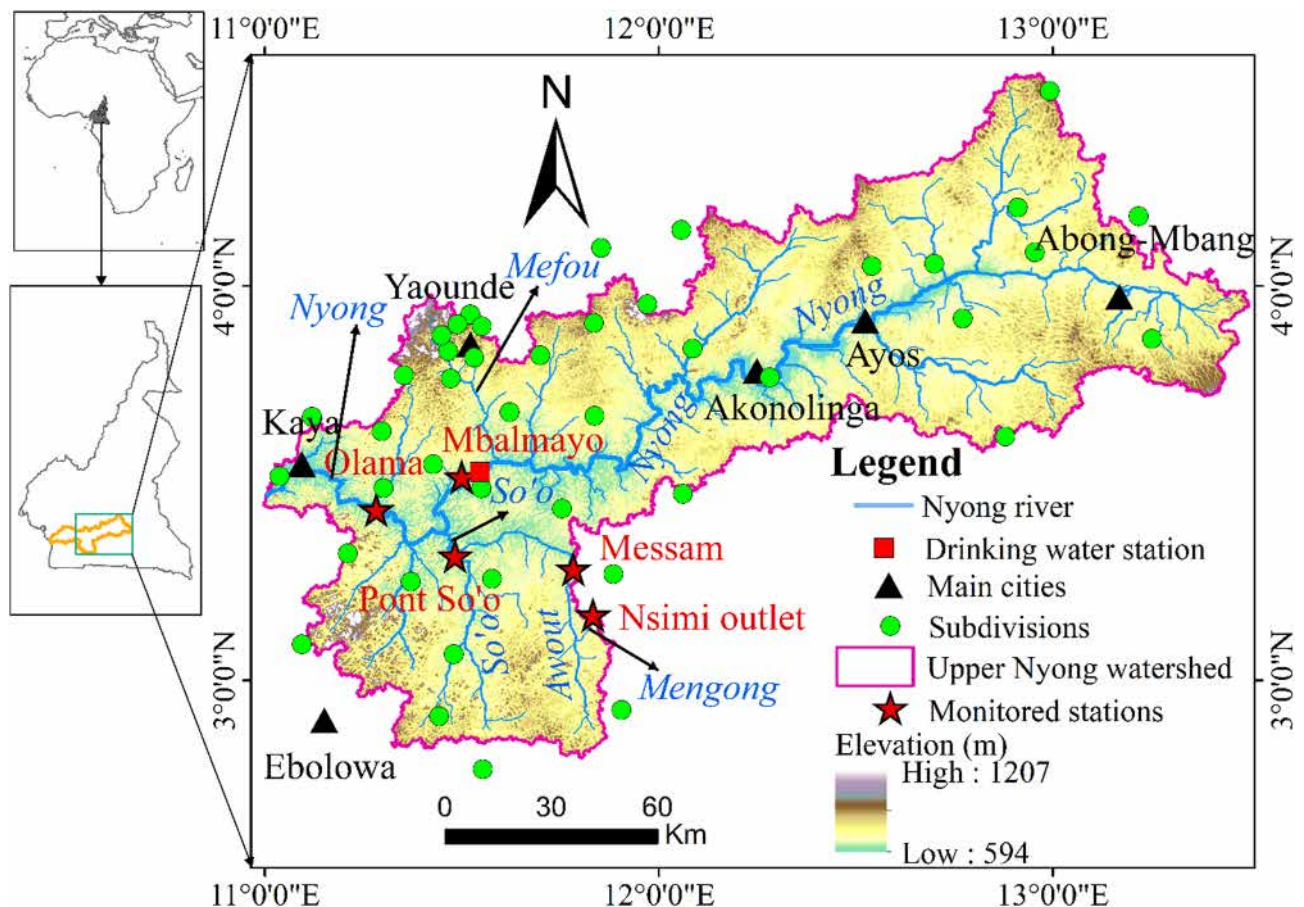 11°0'0"E
12°0'0"E
13°0'0"E
N
Abong-Mbang
Mefou
Yaounde
Nyong
4°0'0"N
4°0'0"N
Nyong
Ayos
Akonolinga
Kaya
Mbalmayo
Nyong
Olama
So'o
Messam
Pont So'o
Nsimi outlet
So'o
Awout
Mengong
3°0'0"N
3°0'0"N
Ebolowa
0 30 60
Km
Legend
Nyong river
Drinking water station
Main cities
Subdivisions
Upper Nyong watershed
Monitored stations
Elevation (m)
High : 1207
Low : 594
11°0'0"E
12°0'0"E
13°0'0"E